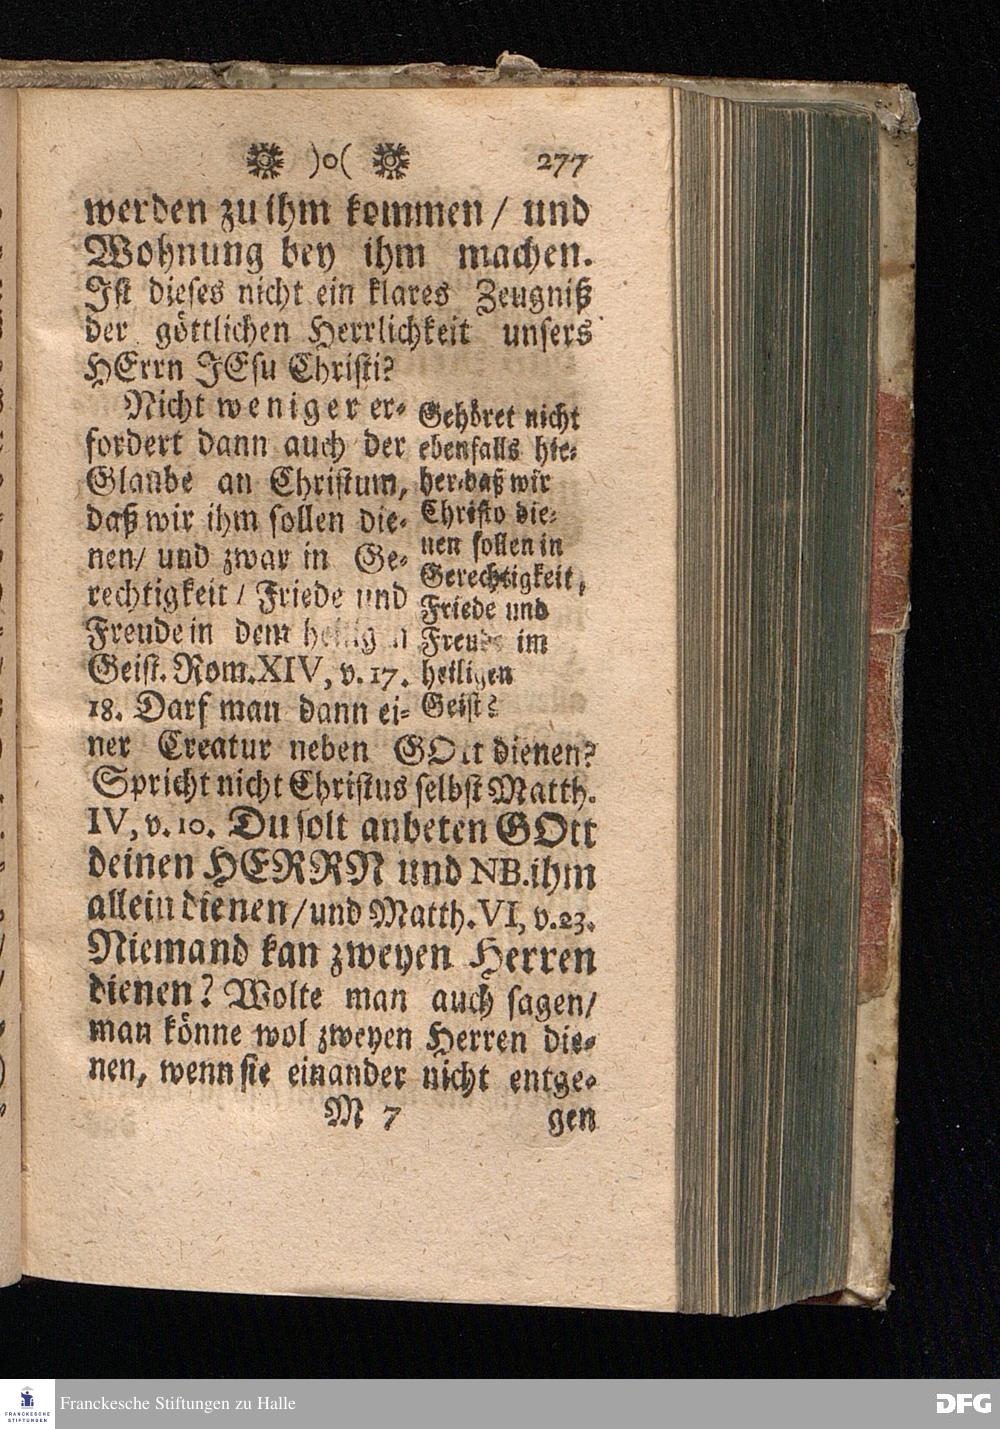 )o( 277
werden zu ihm kommen / und
Wohnung bey ihm machen.
Ist dieses nicht ein klares Zeugniß
der göttlichen Herrlichkeit unsers
HErrn JEsu Christi?
Nicht weniger er-
fordert dann auch der
Glaube an Christum,
daß wir ihm sollen die-
nen/ und zwar in Ge-
rechtigkeit / Friede und
Freude in dem
Geist. Rom. XIV, v. 17.
18. Darf man dann ei-
Gehöret nicht
ebenfalls hie-
her, daß wir
Christo die-
nen sollen in
Gerechtigkeit,
Friede und
Freude im
heiligen
Geist?
ner Creatur neben GOtt dienen?
Spricht nicht Christus selbst Matth.
IV, v. 10. Du solt anbeten GOtt
deinen HERRN und NB. ihm
allein dienen / und Matth. VI, v. 23.
Niemand kan zweyen Herren
dienen? Wolte man auch sagen/
man könne wol zweyen Herren die-
nen, wenn sie einander nicht entge-
M 7 gen
FRANCKESCHE
STIFTUNGEN
Franckesche Stiftungen zu Halle
DFG